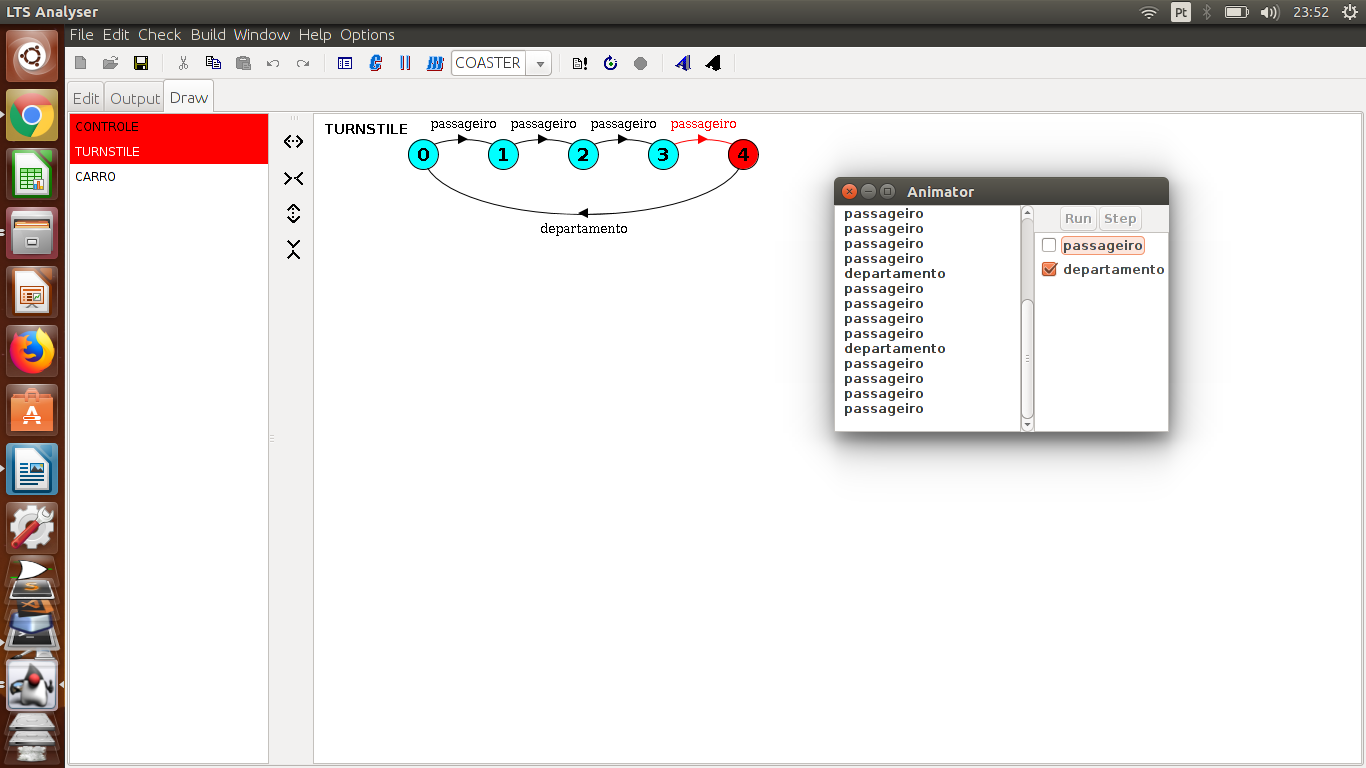 LTS Analyser
Pt
23:52
File Edit Check Build Window Help Options
COASTER
Edit Output Draw
CONTROLE
TURNSTILE
CARRO
TURNSTILE
passageiro passageiro passageiro passageiro
0 1 2 3 4
departamento
Animator
passageiro
passageiro
passageiro
passageiro
departamento
passageiro
passageiro
passageiro
passageiro
departamento
passageiro
passageiro
passageiro
passageiro
Run Step
passageiro
departamento